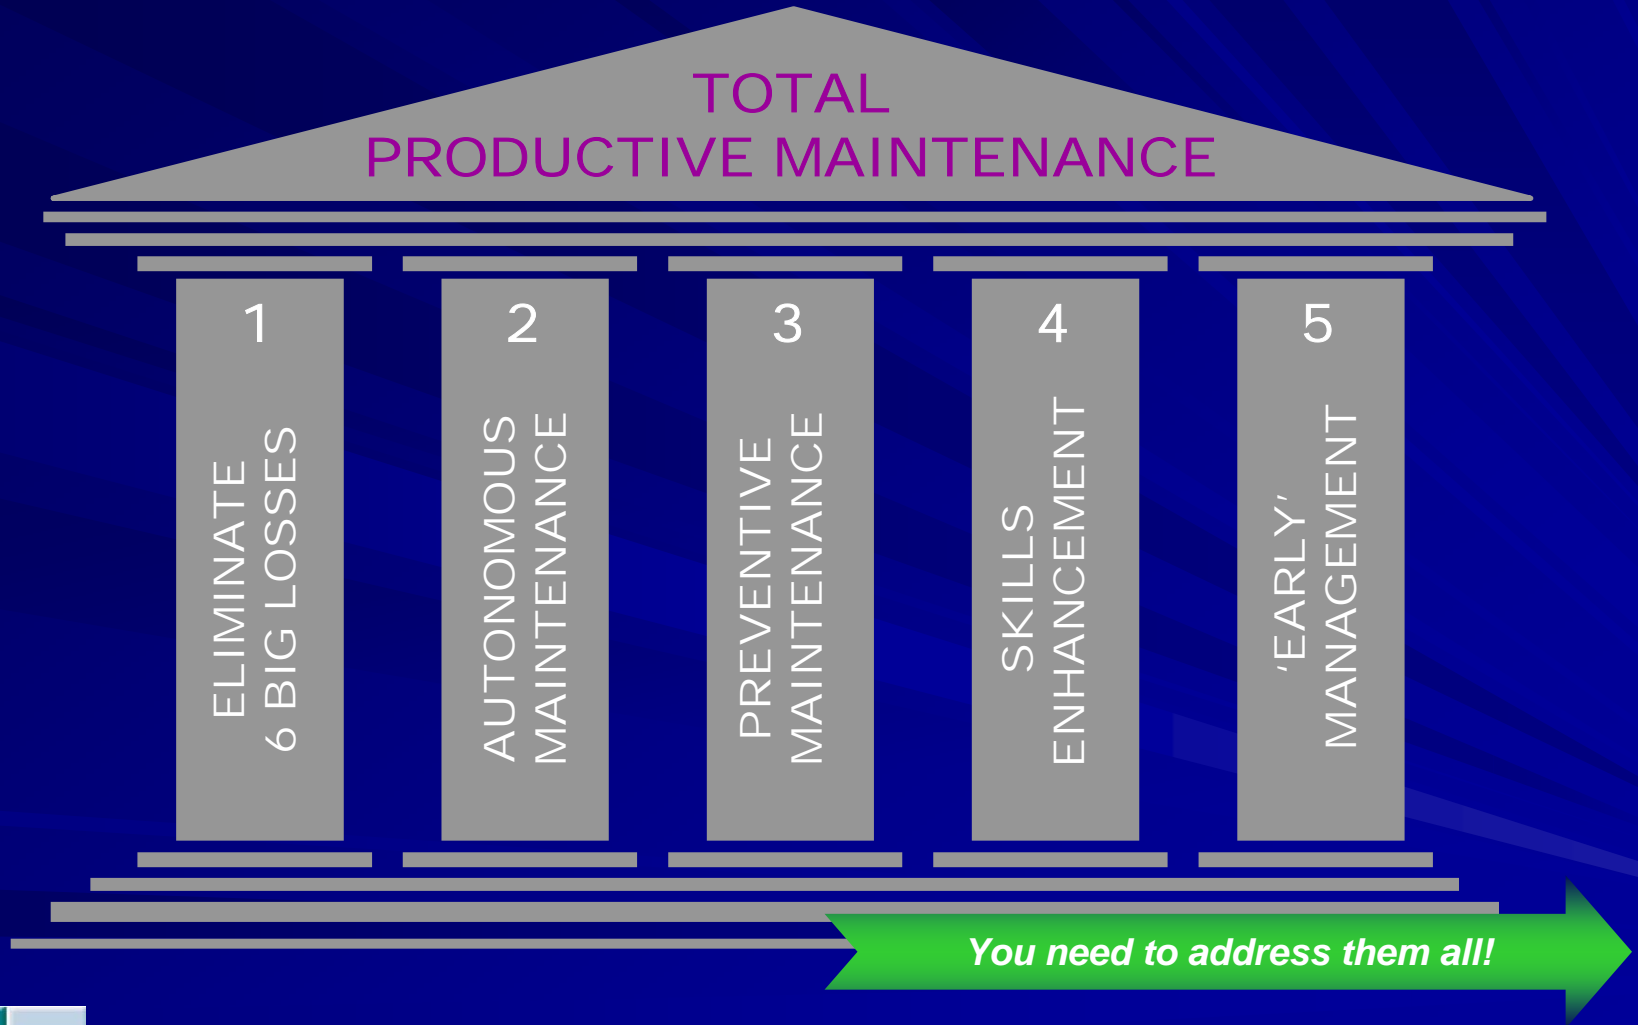 TOTAL
PRODUCTIVE MAINTENANCE
1
ELIMINATE
6 BIG LOSSES
2
AUTONOMOUS
MAINTENANCE
3
PREVENTIVE
MAINTENANCE
4
SKILLS
ENHANCEMENT
5
‘EARLY’
MANAGEMENT
You need to address them all!